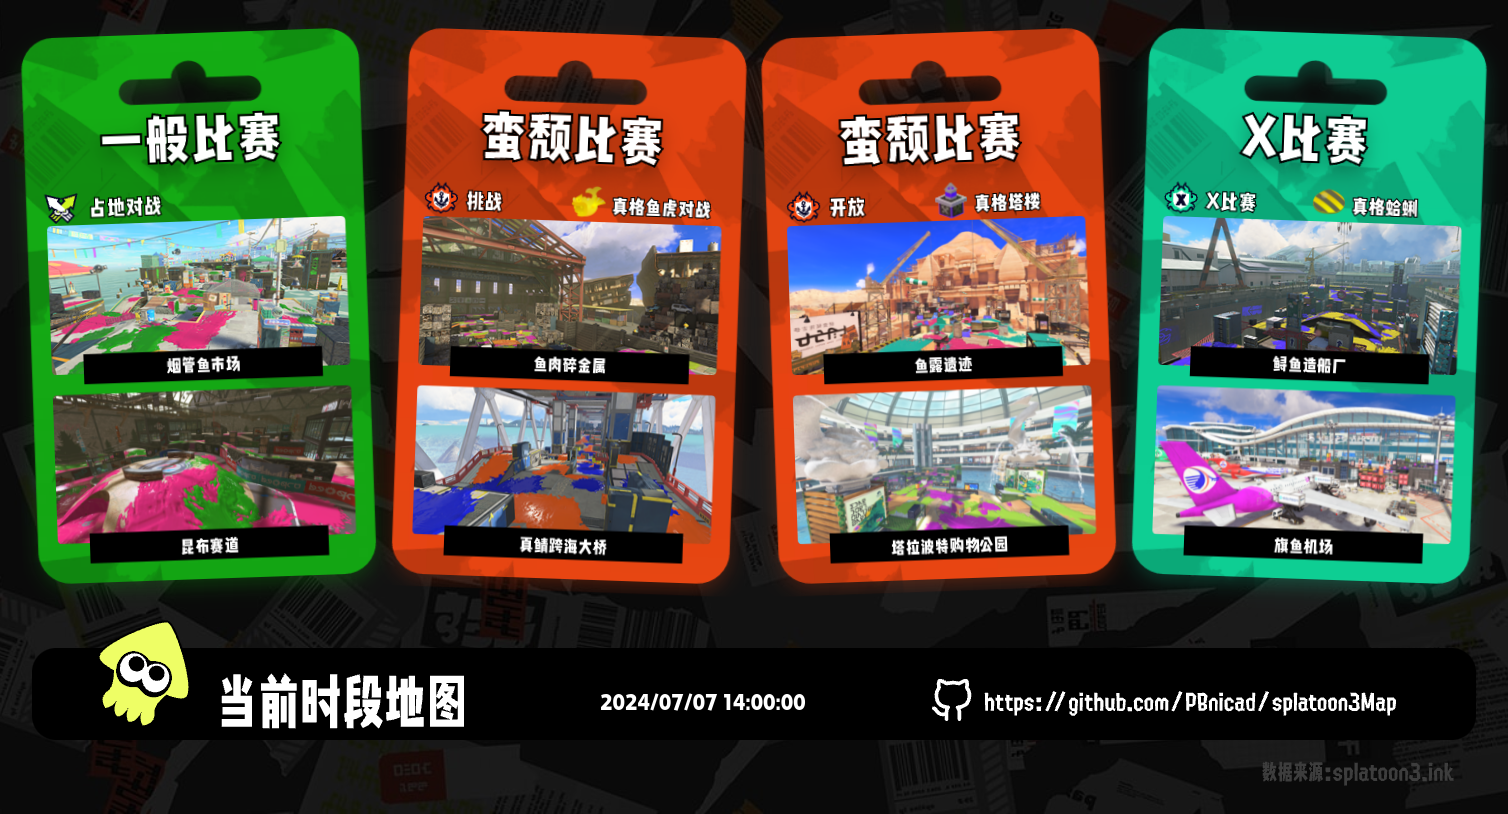 一般比赛
占地对战
烟管鱼市场
昆布赛道
蛮颓比赛
挑战
真格鱼虎对战
鱼肉碎金属
真鲷跨海大桥
蛮颓比赛
开放
真格塔楼
鱼露遗迹
塔拉波特购物公园
X比赛
X比赛
真格蛤蜊
鲟鱼造船厂
旗鱼机场
当前时段地图
2024/07/07 14:00:00
https://github.com/PBnicad/splatoon3Map
数据来源:splatoon3.ink